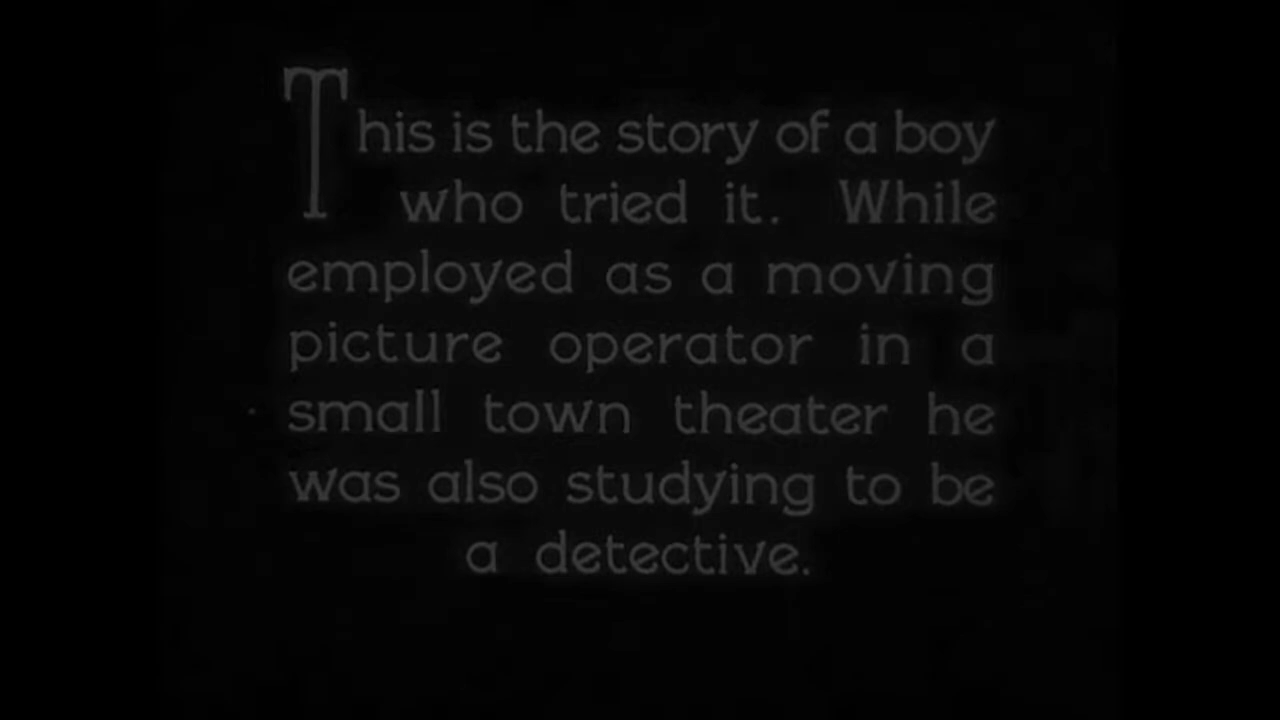 This is the story of a boy
who tried it. While
employed as a moving
picture operator in a
small town theater he
was also studying to be
a detective.